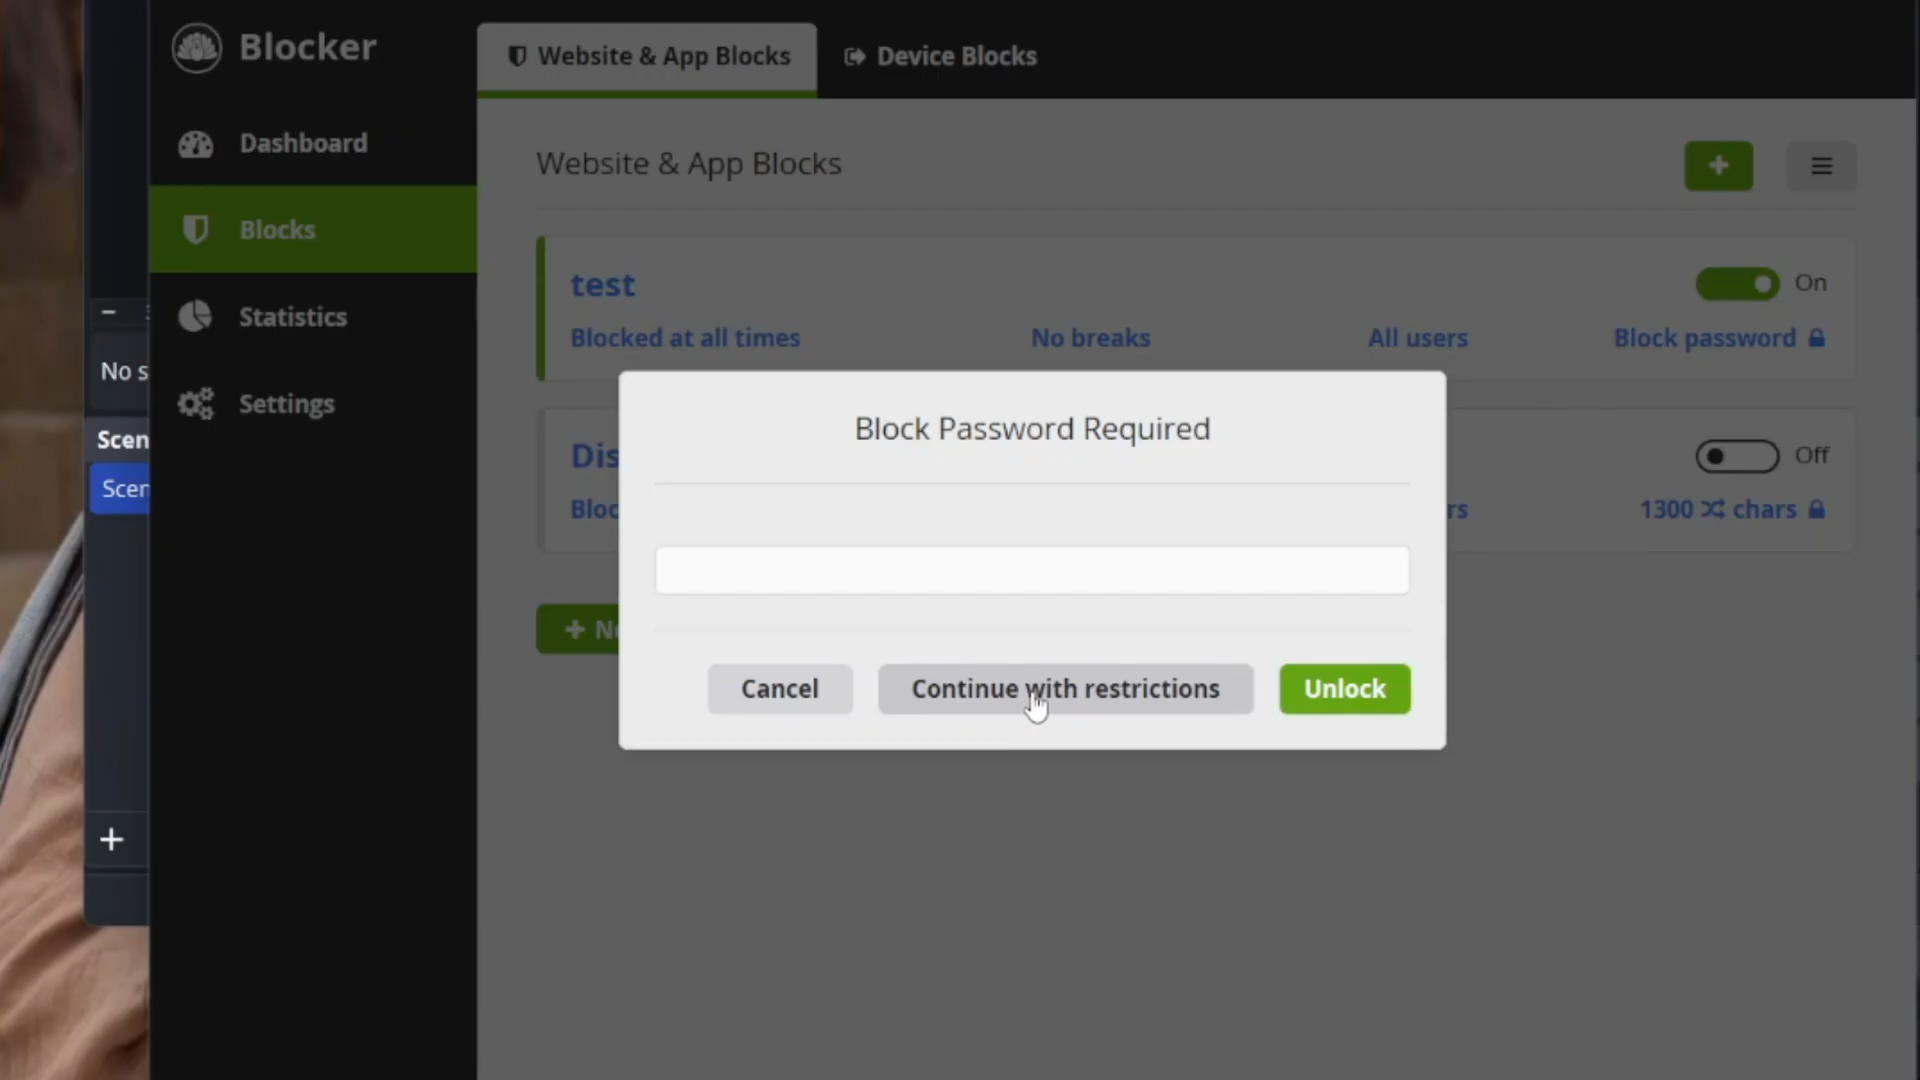 Blocker
Website & App Blocks
Device Blocks
Dashboard
Blocks
Statistics
Settings
Website & App Blocks
test
On
Blocked at all times
No breaks
All users
Block password
Dis
Off
Bloc
rs
1300 chars
Block Password Required
Cancel
Continue with restrictions
Unlock
No s
Scen
Scen